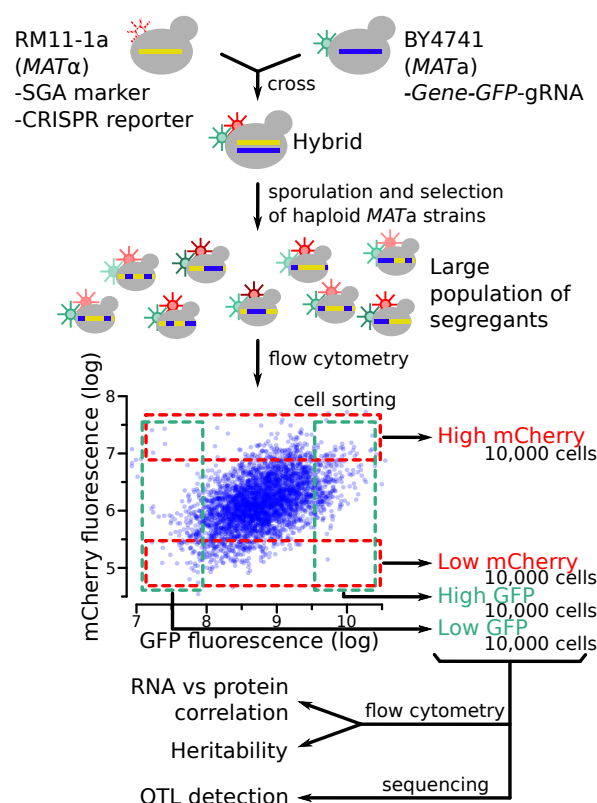 RM11-1a
(MATα)
-SGA marker
-CRISPR reporter
BY4741
(MATa)
-Gene-GFP-gRNA
cross
Hybrid
sporulation and selection
of haploid MATa strains
Large
population of
segregants
flow cytometry
cell sorting
mCherry fluorescence (log)
8
7
6
5
7
8
9
10
GFP fluorescence (log)
High mCherry
10,000 cells
Low mCherry
10,000 cells
High GFP
10,000 cells
Low GFP
10,000 cells
RNA vs protein
correlation
flow cytometry
Heritability
sequencing
QTL detection